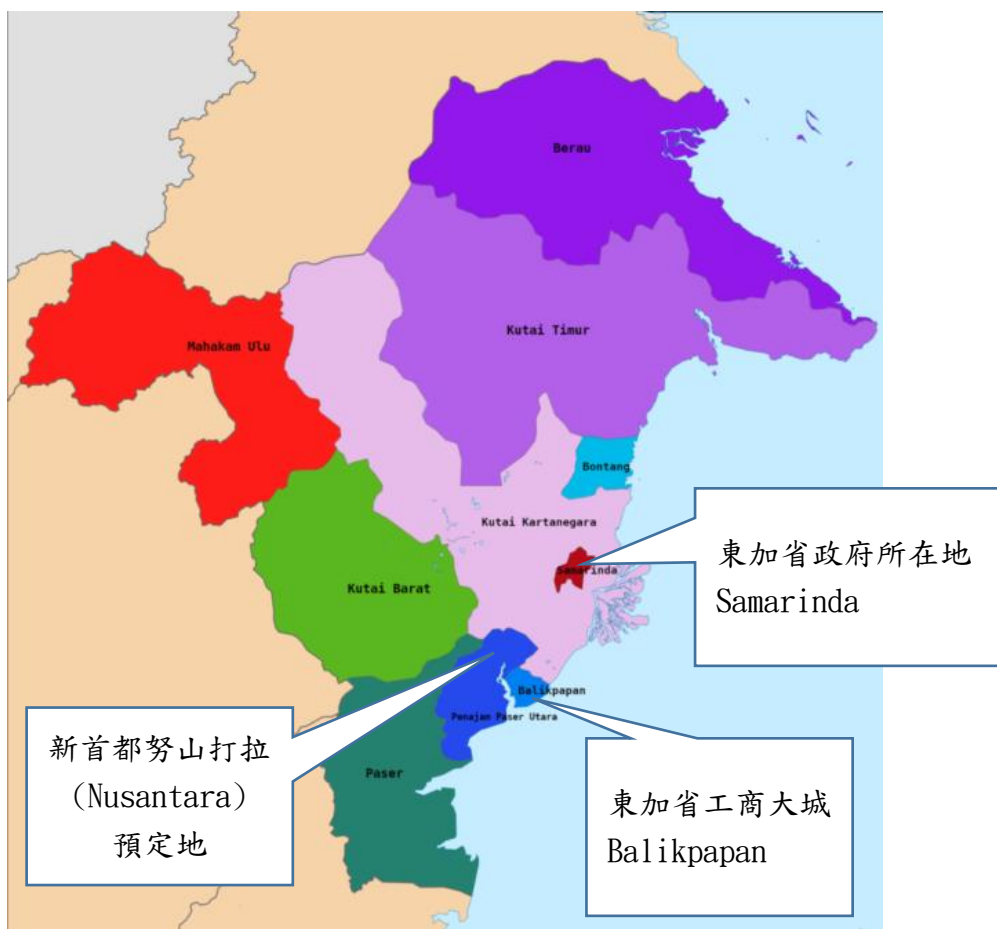 Berau
Kutai Timur
Mahakam Ulu
Bontang
Kutai Kartanegara
Samarinda
Kutai Barat
Balikpapan
Penajan Paser Utara
Paser
東加省政府所在地
Samarinda
新首都努山打拉
(Nusantara)
預定地
東加省工商大城
Balikpapan